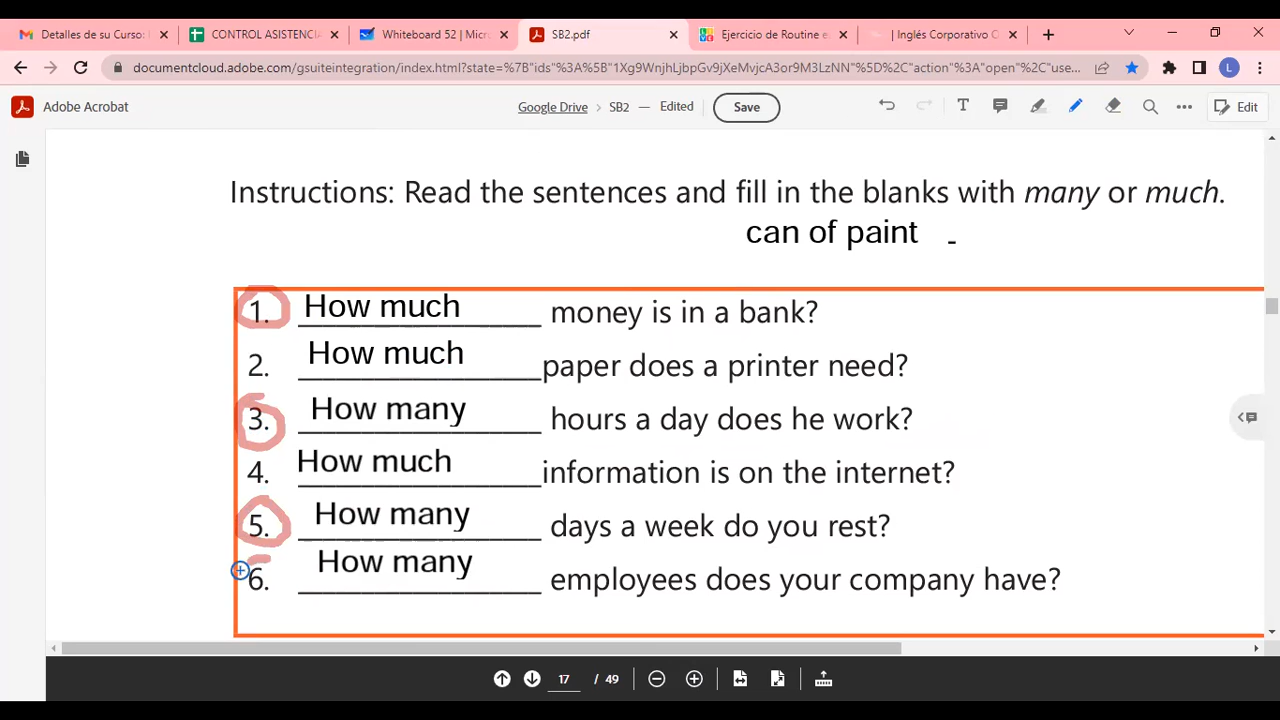 Detalles de su Curso:
CONTROL ASISTENCIA
Whiteboard 52 | Micr
SB2.pdf
Ejercicio de Routine e
| Inglés Corporativo C
documentcloud.adobe.com/gsuiteintegration/index.html?state=%7B"ids"%3A%5B"1Xg9WnjhLjbpGv9jXeMvjcA3or9M3LzNN"%5D%2C"action"%3A"open"%2C"use...
L
Adobe Acrobat
Google Drive > SB2 — Edited
Save
Edit
Instructions: Read the sentences and fill in the blanks with many or much.
can of paint -
1. How much money is in a bank?
2. How much paper does a printer need?
3. How many hours a day does he work?
4. How much information is on the internet?
5. How many days a week do you rest?
6. How many employees does your company have?
17 / 49